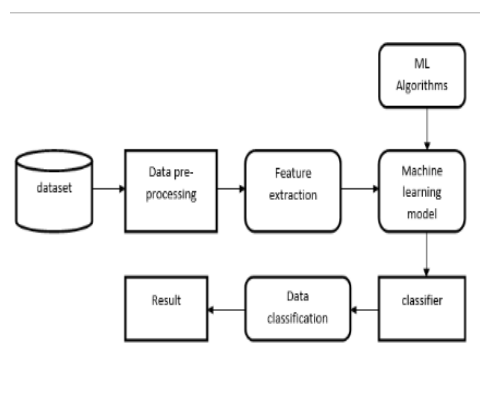 ML
Algorithms
dataset
Data pre-
processing
Feature
extraction
Machine
learning
model
Result
Data
classification
classifier